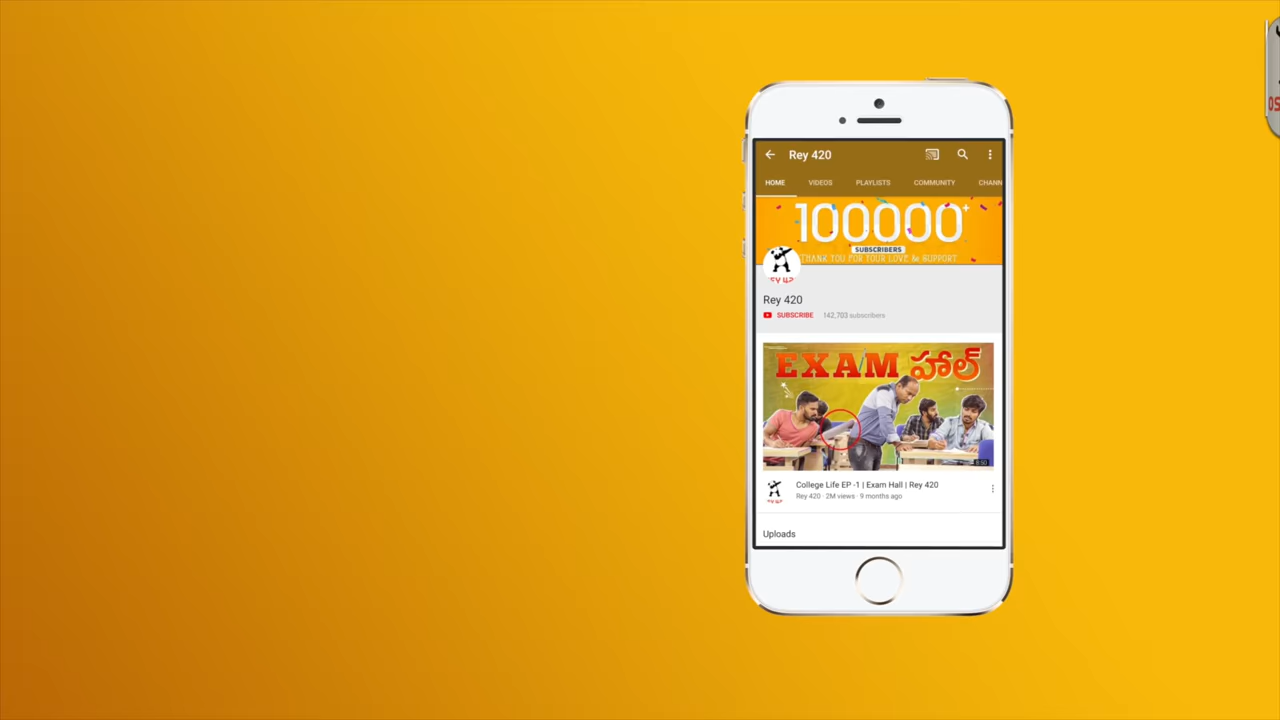 Rey 420
HOME VIDEOS PLAYLISTS COMMUNITY CHANN
100000+
SUBSCRIBERS
THANK YOU FOR YOUR LOVE & SUPPORT
Rey 420
SUBSCRIBE 142,703 subscribers
EXAM హాల్
8:50
College Life EP -1 | Exam Hall | Rey 420
Rey 420 · 2M views · 9 months ago
Uploads